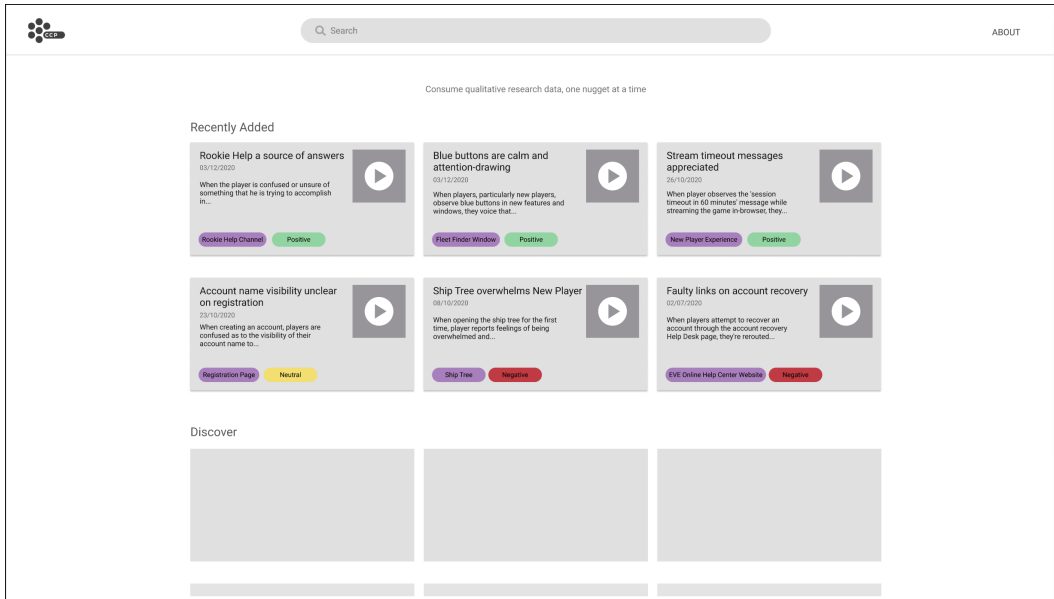 CCP
Search
ABOUT
Consume qualitative research data, one nugget at a time
Recently Added
Rookie Help a source of answers
03/12/2020
When the player is confused or unsure of
something that he is trying to accomplish
in...
Rookie Help Channel
Positive
Blue buttons are calm and
attention-drawing
03/12/2020
When players, particularly new players,
observe blue buttons in new features and
windows, they voice that...
Fleet Finder Window
Positive
Stream timeout messages
appreciated
26/10/2020
When player observes the 'session
timeout in 60 minutes' message while
streaming the game in-browser, they...
New Player Experience
Positive
Account name visibility unclear
on registration
23/10/2020
When creating an account, players are
confused as to the visibility of their
account name to...
Registration Page
Neutral
Ship Tree overwhelms New Player
08/10/2020
When opening the ship tree for the first
time, player reports feelings of being
overwhelmed and...
Ship Tree
Negative
Faulty links on account recovery
02/07/2020
When players attempt to recover an
account through the account recovery
Help Desk page, they're rerouted...
EVE Online Help Center Website
Negative
Discover